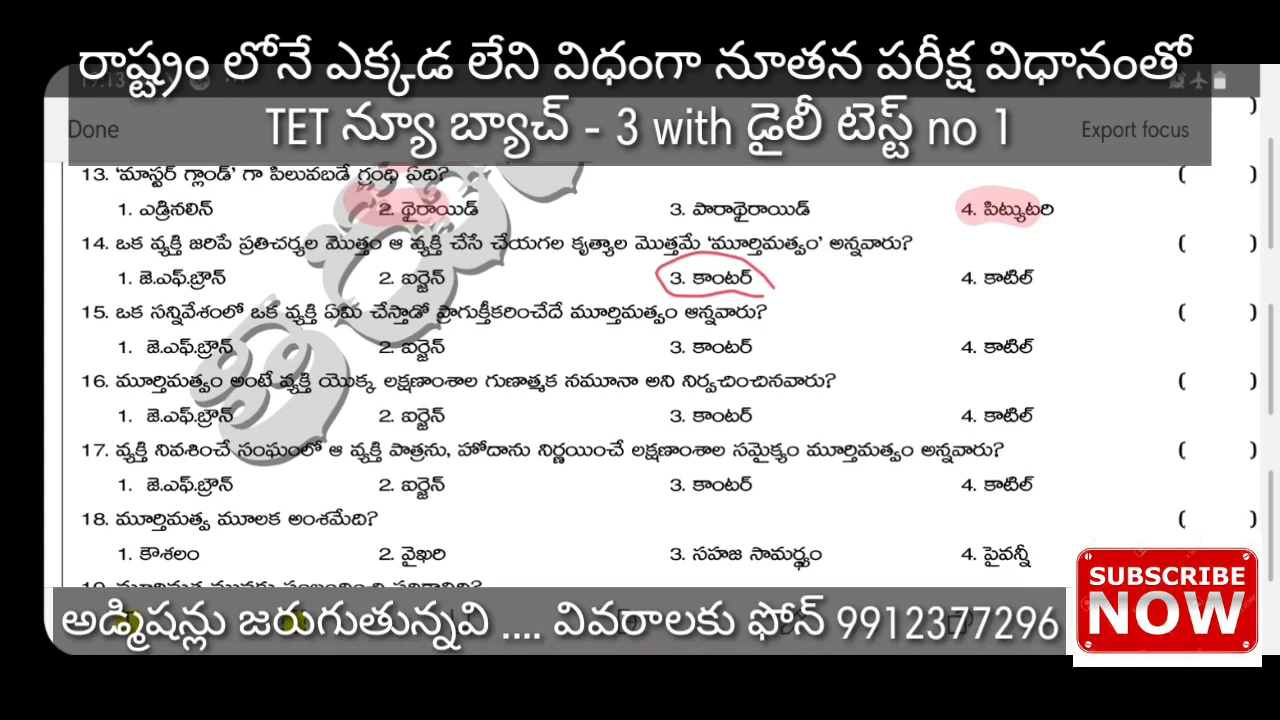 రాష్ట్రం లోనే ఎక్కడ లేని విధంగా నూతన పరీక్ష విధానంతో
TET న్యూ బ్యాచ్ - 3 with డైలీ టెస్ట్ no 1
Done
Export focus
13. 'మాస్టర్ గ్లాండ్' గా పిలువబడే గ్రంథి ఏది? ( )
1. ఎడ్రినలిన్ 2. థైరాయిడ్ 3. పారాథైరాయిడ్ 4. పిట్యుటరి
14. ఒక వ్యక్తి జరిపే ప్రతిచర్యల మొత్తం ఆ వ్యక్తి చేసే చేయగల కృత్యాల మొత్తమే 'మూర్తిమత్వం' అన్నవారు? ( )
1. జె.ఎఫ్.బ్రౌన్ 2. ఐర్జెన్ 3. కాంటర్ 4. కాటిల్
15. ఒక సన్నివేశంలో ఒక వ్యక్తి ఏమి చేస్తాడో ప్రాగుక్తీకరించేదే మూర్తిమత్వం అన్నవారు? ( )
1. జె.ఎఫ్.బ్రౌన్ 2. ఐర్జెన్ 3. కాంటర్ 4. కాటిల్
16. మూర్తిమత్వం అంటే వ్యక్తి యొక్క లక్షణాంశాల గుణాత్మక నమూనా అని నిర్వచించినవారు? ( )
1. జె.ఎఫ్.బ్రౌన్ 2. ఐర్జెన్ 3. కాంటర్ 4. కాటిల్
17. వ్యక్తి నివశించే సంఘంలో ఆ వ్యక్తి పాత్రను, హోదాను నిర్ణయించే లక్షణాంశాల సమైక్యం మూర్తిమత్వం అన్నవారు? ( )
1. జె.ఎఫ్.బ్రౌన్ 2. ఐర్జెన్ 3. కాంటర్ 4. కాటిల్
18. మూర్తిమత్వ మూలక అంశమేది? ( )
1. కౌశలం 2. వైఖరి 3. సహజ సామర్థ్యం 4. పైవన్నీ
అడ్మిషన్లు జరుగుతున్నవి .... వివరాలకు ఫోన్ 9912377296
SUBSCRIBE
NOW